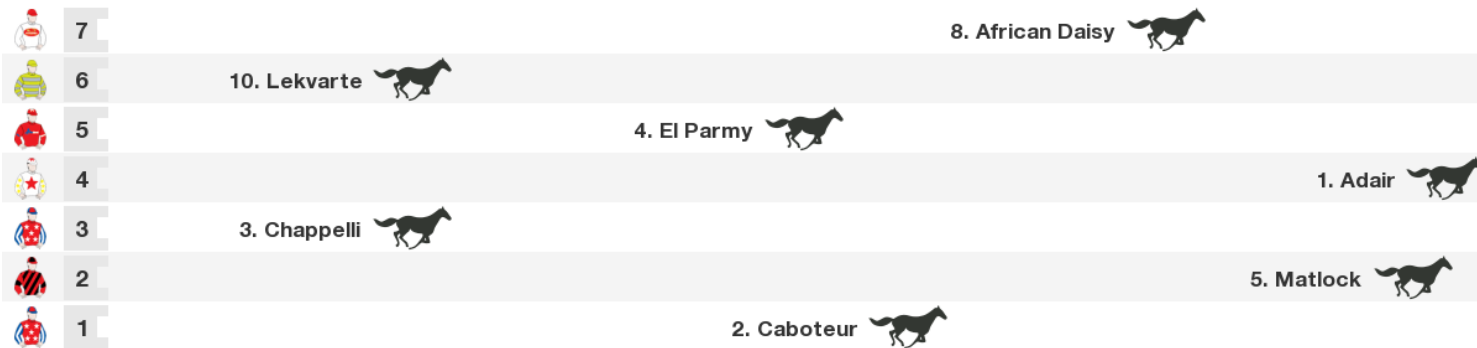 7 8. African Daisy
6 10. Lekvarte
5 4. El Parmy
4 1. Adair
3 3. Chappelli
2 5. Matlock
1 2. Caboteur